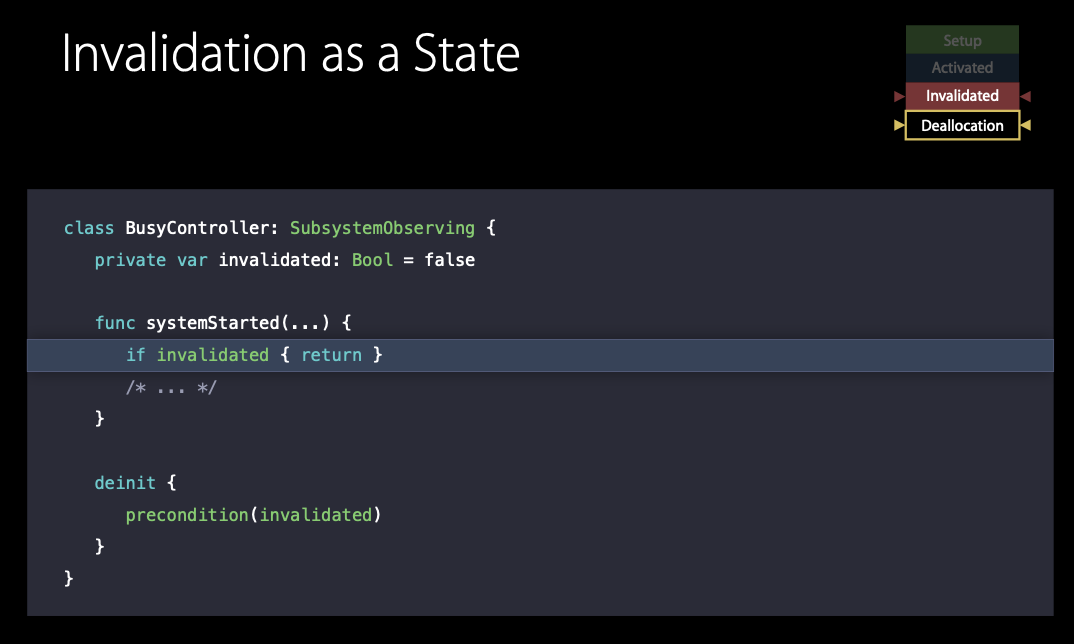 Invalidation as a State
Setup
Activated
Invalidated
Deallocation
class BusyController: SubsystemObserving {
private var invalidated: Bool = false
func systemStarted(...) {
if invalidated { return }
/* ... */
}
deinit {
precondition(invalidated)
}
}